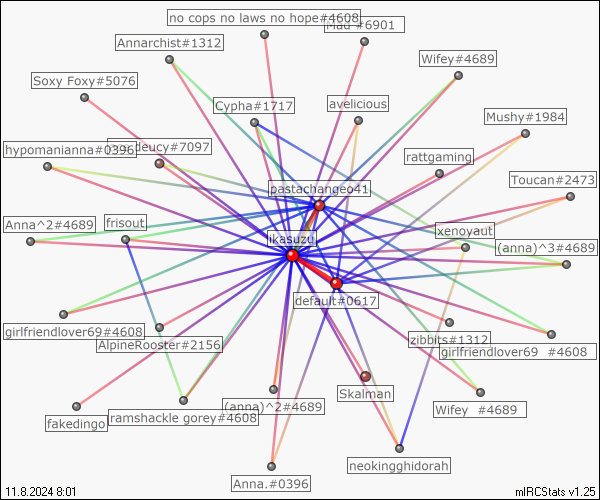 no cops no laws no hope#4608
Mad #6901
Annarchist#1312
Wifey#4689
Soxy Foxy#5076
Cypha#1717
avelicious
Mushy#1984
hypomanianna#0396
deucy#7097
rattgaming
Toucan#2473
pastachangeo41
Anna^2#4689
frisout
xenoyaut
ikasuzu
(anna)^3#4689
default#0617
girlfriendlover69#4608
AlpineRooster#2156
zibbits#1312
girlfriendlover69 #4608
Skalman
fakedingo
ramshackle gorey#4608
(anna)^2#4689
Wifey #4689
neokingghidorah
Anna.#0396
11.8.2024 8:01
mIRCStats v1.25